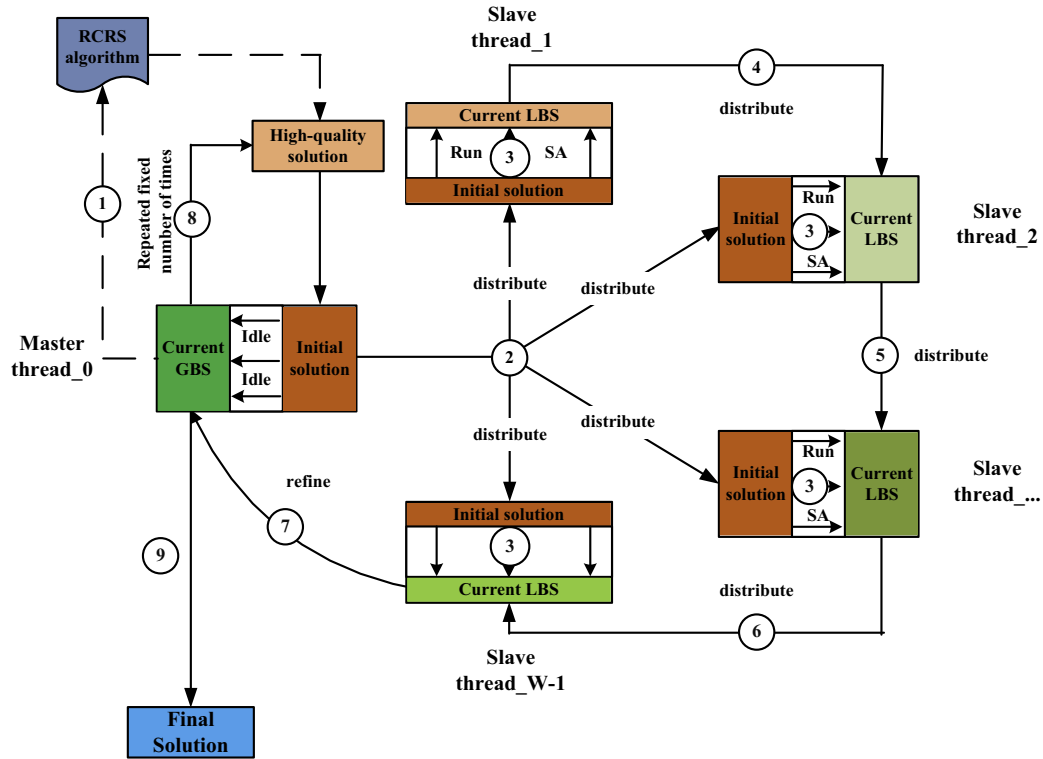 RCRS
algorithm
High-quality
solution
1
8
Repeated fixed
number of times
Master
thread_0
Current
GBS
Idle
Idle
Initial
solution
Slave
thread_1
Current LBS
Run
3
SA
Initial solution
4
distribute
distribute
distribute
2
distribute
distribute
Initial
solution
Run
3
SA
Current
LBS
Slave
thread_2
5
distribute
Initial
solution
Run
3
SA
Current
LBS
Slave
thread_...
refine
7
Initial solution
3
Current LBS
distribute
6
Slave
thread_W-1
9
Final
Solution